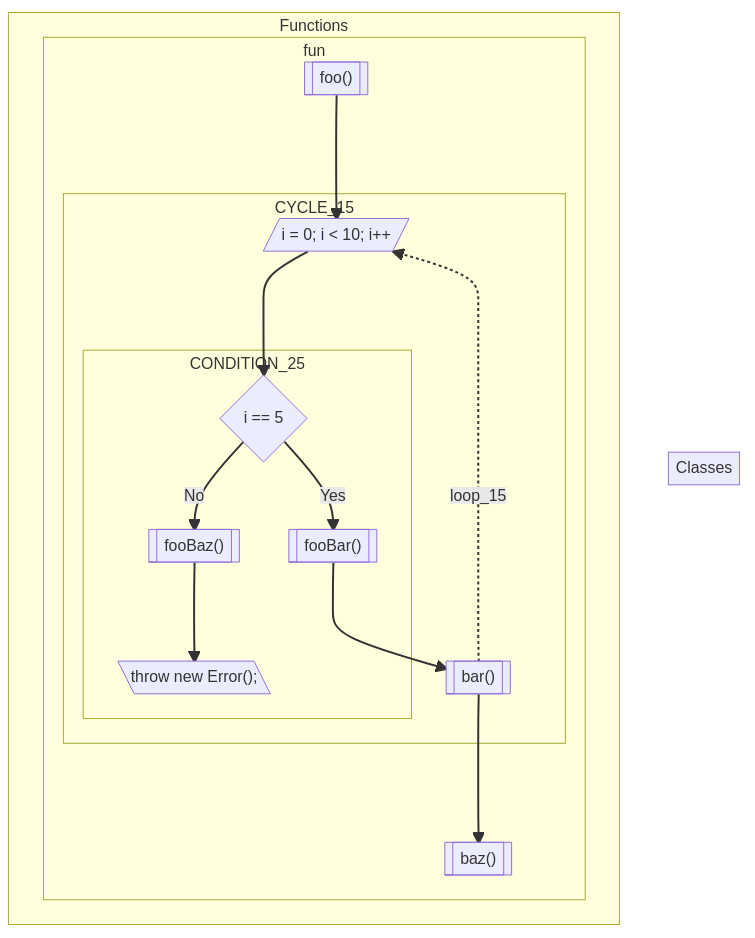 Functions
fun
foo()
CYCLE_15
i = 0; i < 10; i++
CONDITION_25
i == 5
Classes
No
Yes
loop_15
fooBaz()
fooBar()
throw new Error();
bar()
baz()